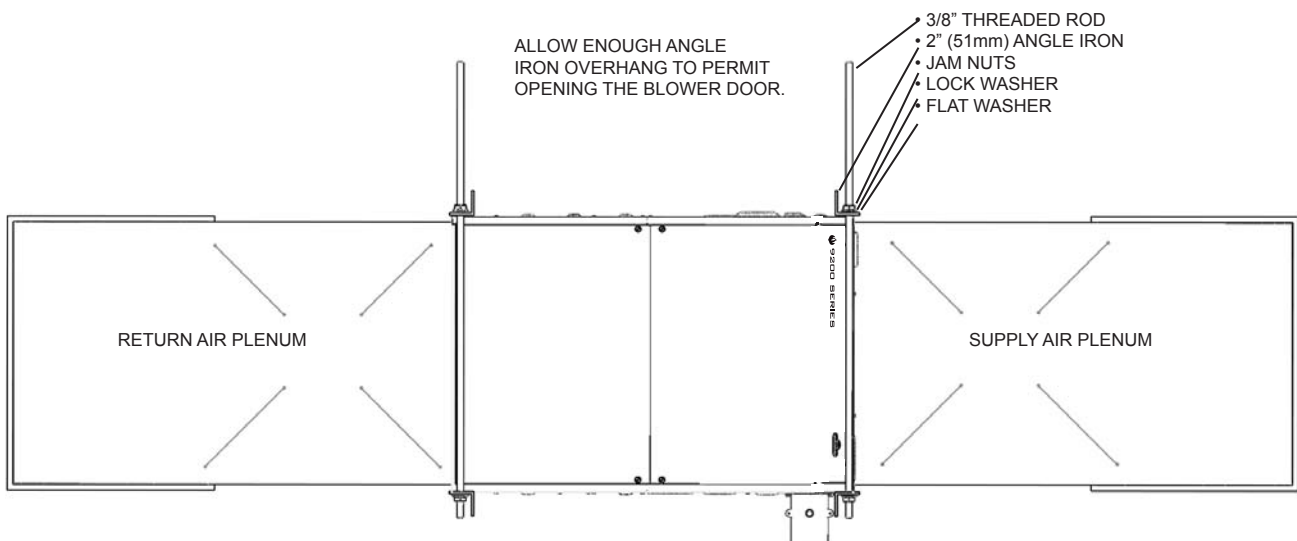 ALLOW ENOUGH ANGLE
IRON OVERHANG TO PERMIT
OPENING THE BLOWER DOOR.
• 3/8” THREADED ROD
• 2” (51mm) ANGLE IRON
• JAM NUTS
• LOCK WASHER
• FLAT WASHER
RETURN AIR PLENUM
9200 SERIES
SUPPLY AIR PLENUM